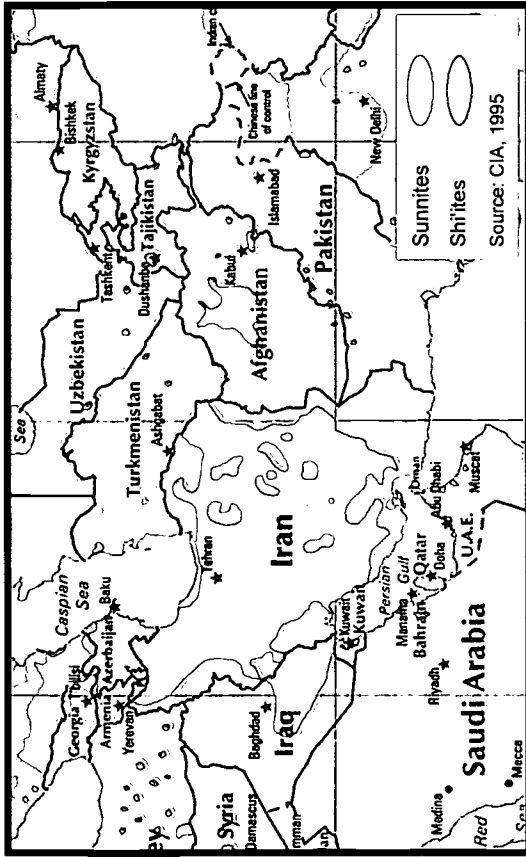 Georgia
Tbilisi
Armenia
Yerevan
Azerbaijan
Baku
Caspian
Sea
Sea
Uzbekistan
Tashkent
Almaty
Bishkek
Kyrgyzstan
Turkmenistan
Ashgabat
Dushanbe
Tajikistan
Indian c
Chinese line
of control
Syria
Damascus
Baghdad
Iraq
Tehran
Iran
Afghanistan
Kabul
Islamabad
Pakistan
New Delhi
Kuwait
Kuwait
Persian
Gulf
Manama
Bahrain
Qatar
Doha
Abu Dhabi
U.A.E.
Oman
Muscat
Riyadh
Saudi Arabia
Medina
Mecca
Red
Sea
Sunnites
Shi'ites
Source: CIA, 1995